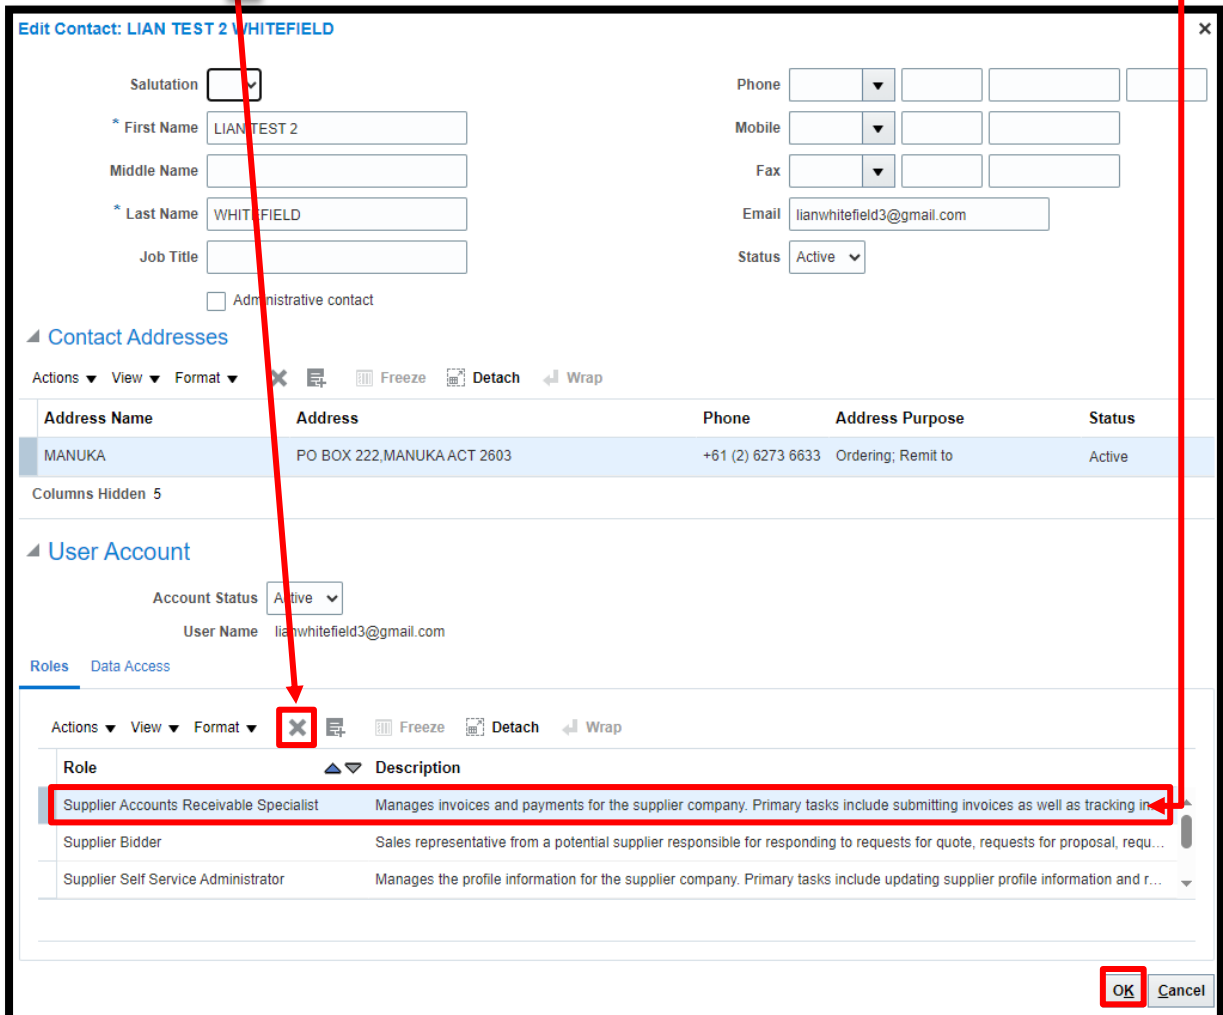 Edit Contact: LIAN TEST 2 WHITEFIELD
Salutation
Phone
* First Name LIAN TEST 2
Mobile
Middle Name
Fax
* Last Name WHITEFIELD
Email lianwhitefield3@gmail.com
Job Title
Status Active
Administrative contact
Contact Addresses
Actions View Format Freeze Detach Wrap
Address Name Address Phone Address Purpose Status
MANUKA PO BOX 222,MANUKA ACT 2603 +61 (2) 6273 6633 Ordering; Remit to Active
Columns Hidden 5
User Account
Account Status Active
User Name lianwhitefield3@gmail.com
Roles Data Access
Actions View Format Freeze Detach Wrap
Role Description
Supplier Accounts Receivable Specialist Manages invoices and payments for the supplier company. Primary tasks include submitting invoices as well as tracking in...
Supplier Bidder Sales representative from a potential supplier responsible for responding to requests for quote, requests for proposal, requ...
Supplier Self Service Administrator Manages the profile information for the supplier company. Primary tasks include updating supplier profile information and r...
OK Cancel